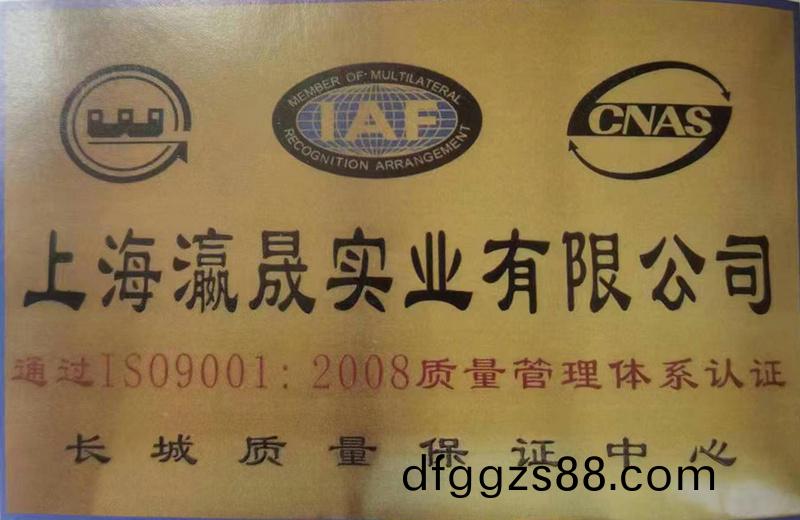 MEMBER OF MULTILATERAL
IAF
RECOGNITION ARRANGEMENT
CNAS
上海瀛晟实业有限公司
通过ISO9001：2008质量管理体系认证
长城质量保证中心
dfggzs88.com